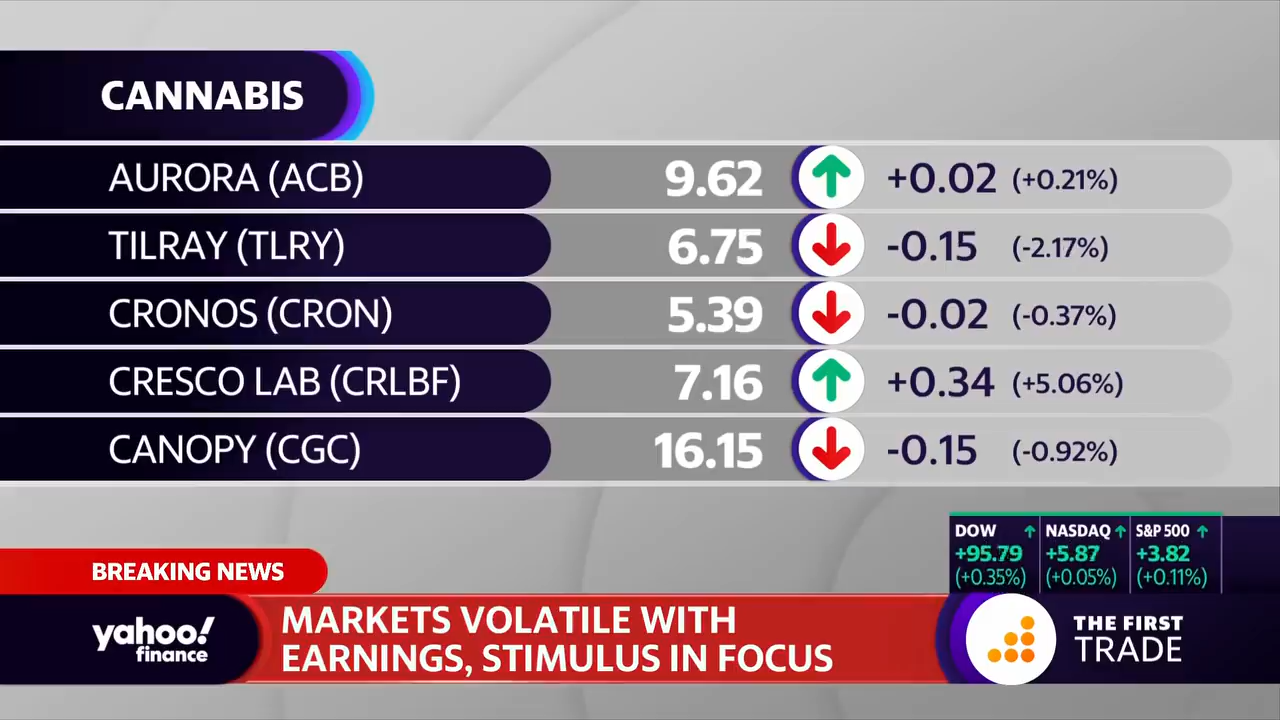 CANNABIS
AURORA (ACB) 9.62 +0.02 (+0.21%)
TILRAY (TLRY) 6.75 -0.15 (-2.17%)
CRONOS (CRON) 5.39 -0.02 (-0.37%)
CRESCO LAB (CRLBF) 7.16 +0.34 (+5.06%)
CANOPY (CGC) 16.15 -0.15 (-0.92%)
DOW NASDAQ S&P 500
+95.79 +5.87 +3.82
(+0.35%) (+0.05%) (+0.11%)
BREAKING NEWS
yahoo!
finance
MARKETS VOLATILE WITH
EARNINGS, STIMULUS IN FOCUS
THE FIRST
TRADE